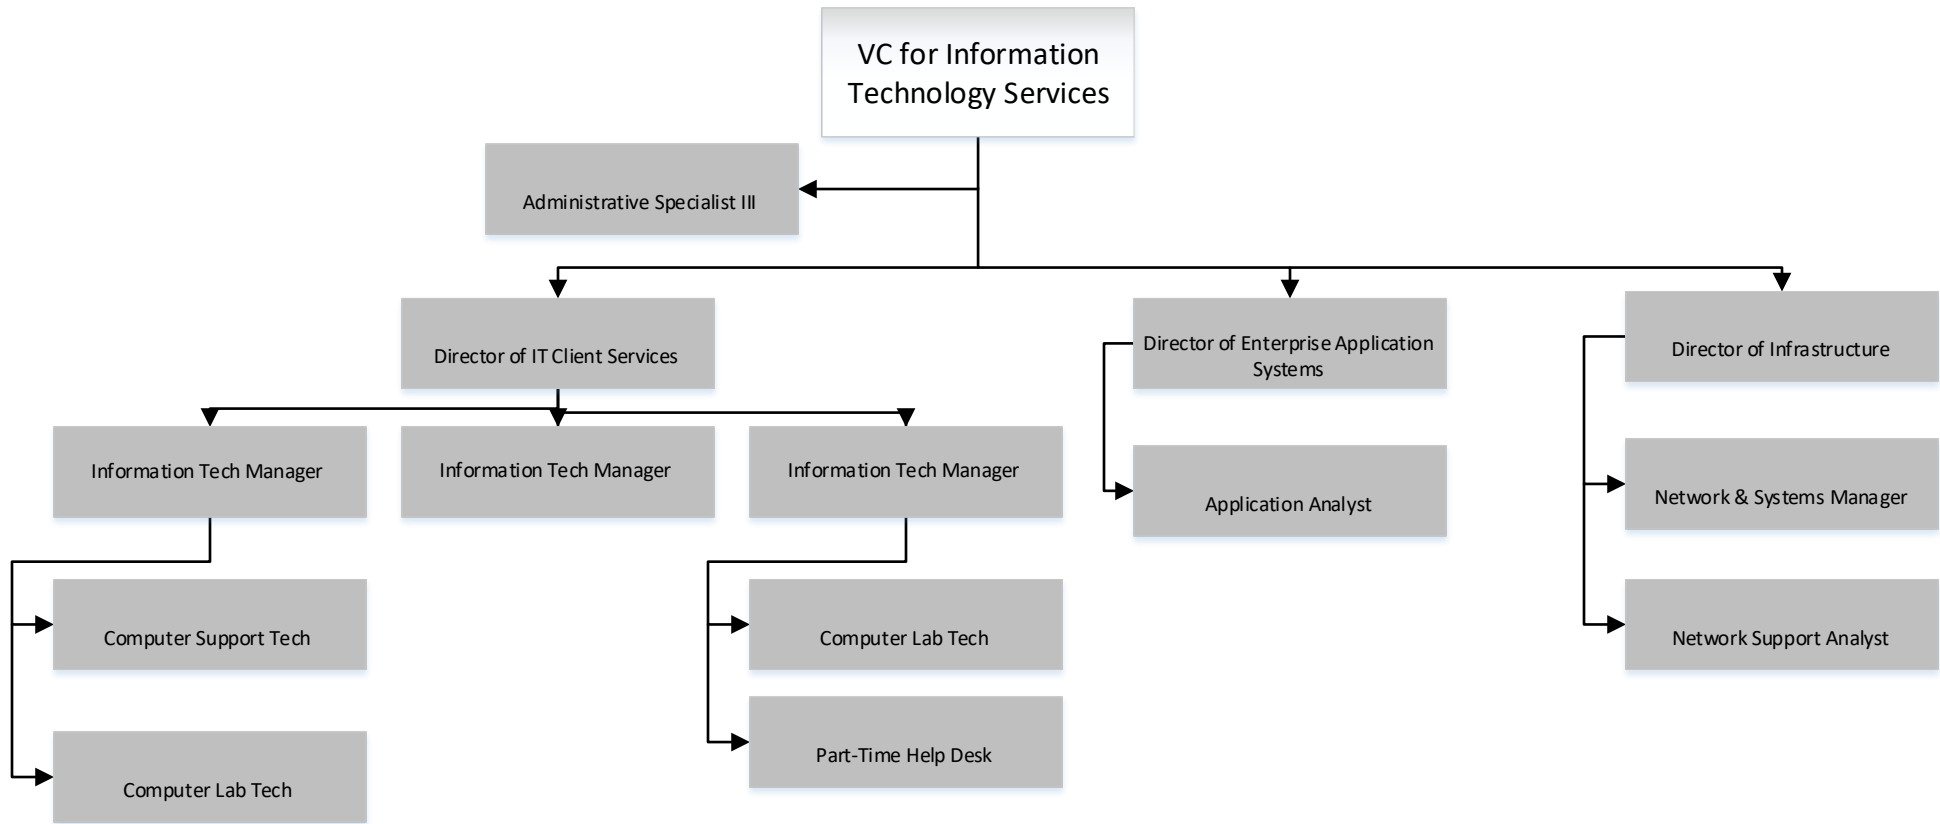 VC for Information
Technology Services
Administrative Specialist III
Director of IT Client Services
Director of Enterprise Application
Systems
Director of Infrastructure
Information Tech Manager
Information Tech Manager
Information Tech Manager
Application Analyst
Network & Systems Manager
Computer Support Tech
Computer Lab Tech
Network Support Analyst
Part-Time Help Desk
Computer Lab Tech